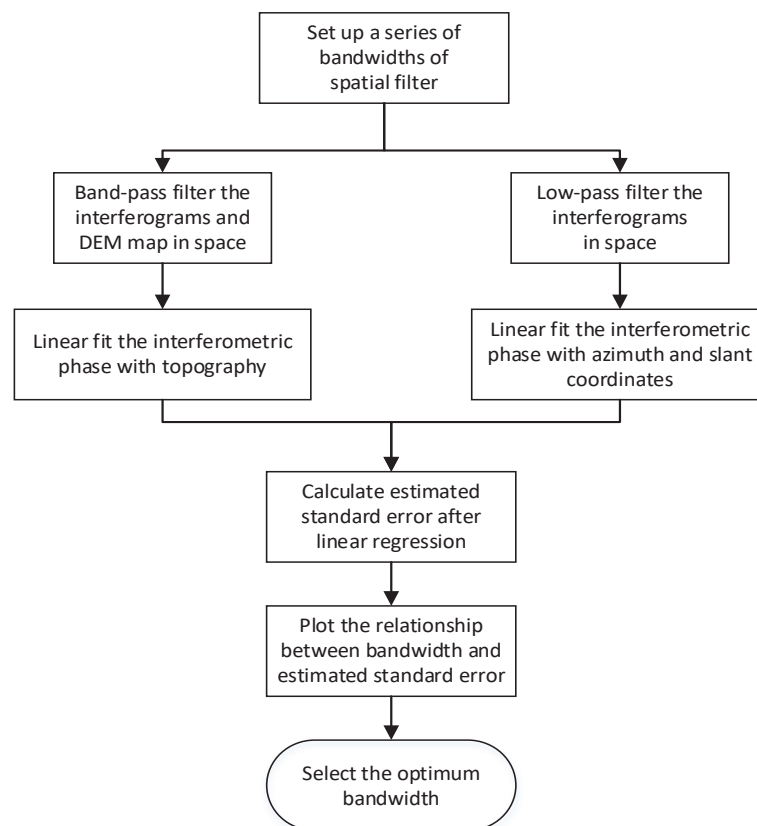 Set up a series of
bandwidths of
spatial filter
Band-pass filter the
interferograms and
DEM map in space
Low-pass filter the
interferograms
in space
Linear fit the interferometric
phase with topography
Linear fit the interferometric
phase with azimuth and slant
coordinates
Calculate estimated
standard error after
linear regression
Plot the relationship
between bandwidth and
estimated standard error
Select the optimum
bandwidth